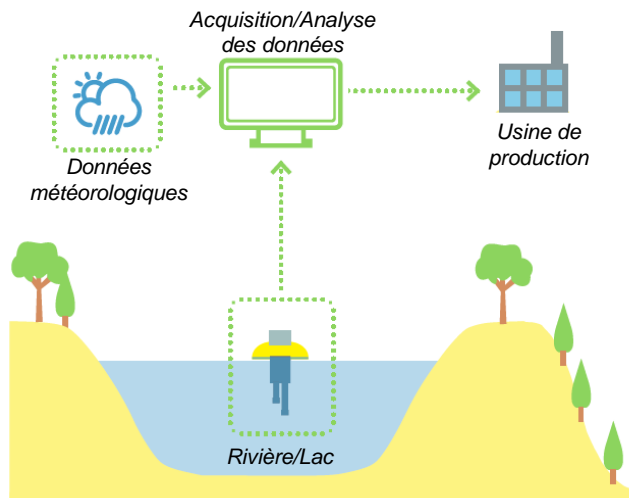 Acquisition/Analyse
des données
Données
météorologiques
Usine de
production
Rivière/Lac